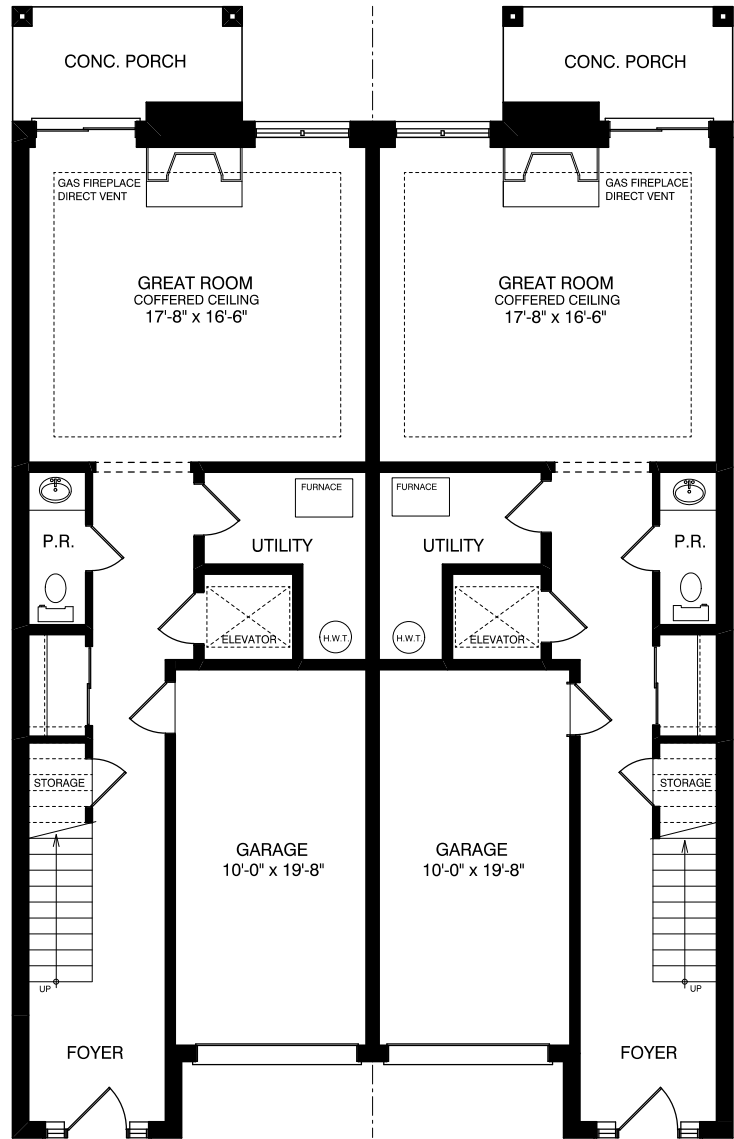 CONC. PORCH
CONC. PORCH
GAS FIREPLACE
DIRECT VENT
GAS FIREPLACE
DIRECT VENT
GREAT ROOM
COFFERED CEILING
17'-8" x 16'-6"
GREAT ROOM
COFFERED CEILING
17'-8" x 16'-6"
FURNACE
FURNACE
P.R.
UTILITY
UTILITY
P.R.
ELEVATOR
H.W.T.
H.W.T.
ELEVATOR
STORAGE
STORAGE
GARAGE
10'-0" x 19'-8"
GARAGE
10'-0" x 19'-8"
UP
UP
FOYER
FOYER